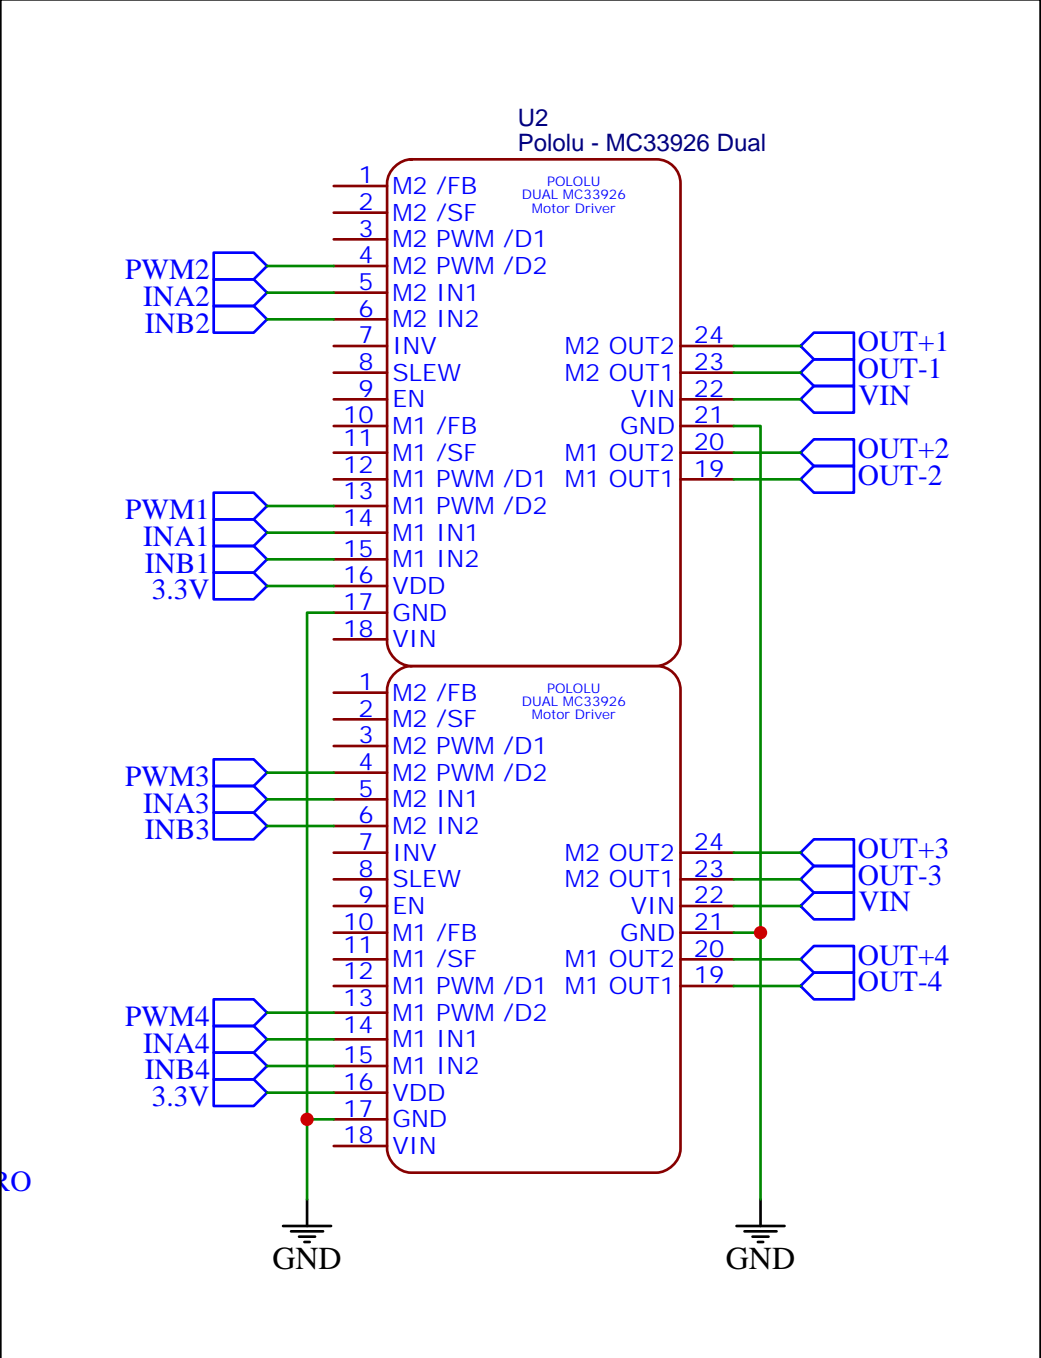 U2
Pololu - MC33926 Dual
POLOLU
DUAL MC33926
Motor Driver
1 M2 /FB
2 M2 /SF
3 M2 PWM /D1
PWM2 4 M2 PWM /D2
INA2 5 M2 IN1
INB2 6 M2 IN2
7 INV M2 OUT2 24 OUT+1
8 SLEW M2 OUT1 23 OUT-1
9 EN VIN 22 VIN
10 M1 /FB GND 21
11 M1 /SF M1 OUT2 20 OUT+2
12 M1 PWM /D1 M1 OUT1 19 OUT-2
PWM1 13 M1 PWM /D2
INA1 14 M1 IN1
INB1 15 M1 IN2
3.3V 16 VDD
17 GND
18 VIN
POLOLU
DUAL MC33926
Motor Driver
1 M2 /FB
2 M2 /SF
3 M2 PWM /D1
PWM3 4 M2 PWM /D2
INA3 5 M2 IN1
INB3 6 M2 IN2
7 INV M2 OUT2 24 OUT+3
8 SLEW M2 OUT1 23 OUT-3
9 EN VIN 22 VIN
10 M1 /FB GND 21
11 M1 /SF M1 OUT2 20 OUT+4
12 M1 PWM /D1 M1 OUT1 19 OUT-4
PWM4 13 M1 PWM /D2
INA4 14 M1 IN1
INB4 15 M1 IN2
3.3V 16 VDD
17 GND
18 VIN
GND GND